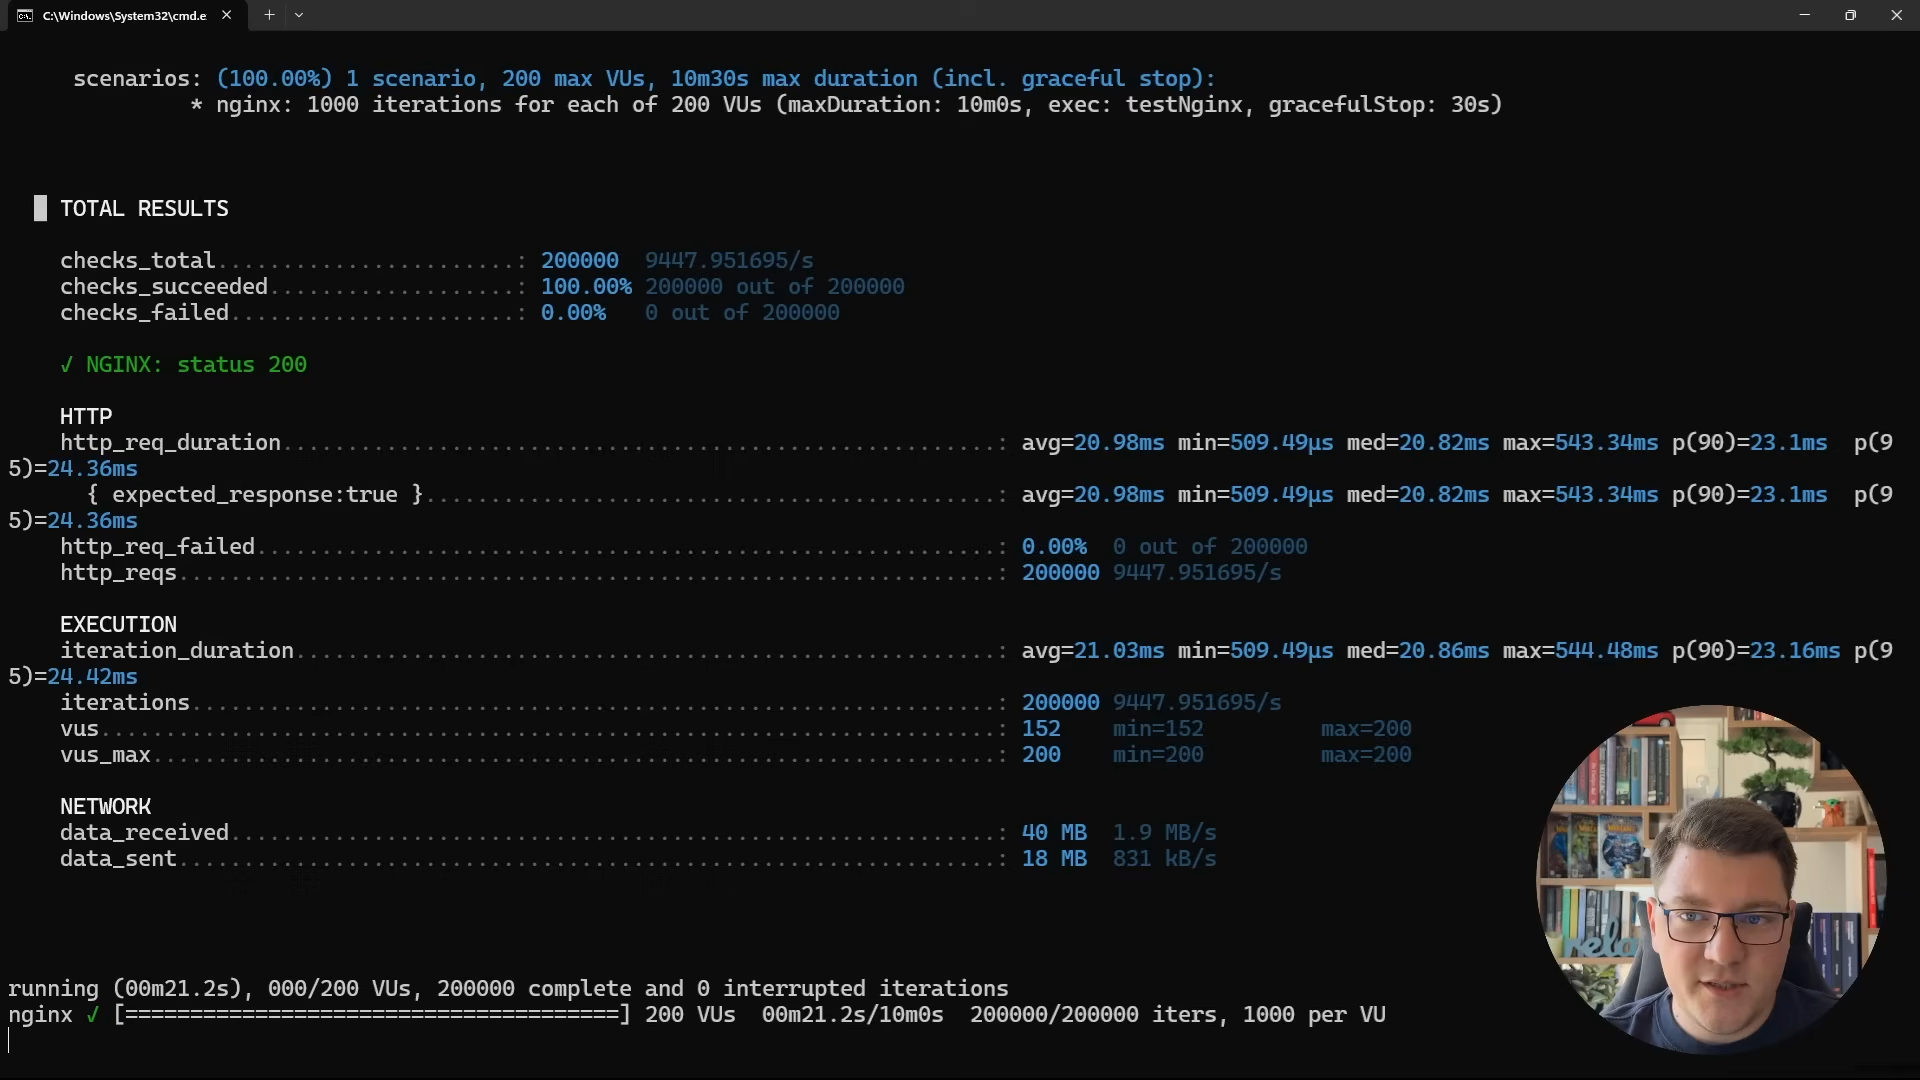 C:\Windows\System32\cmd.e
scenarios: (100.00%) 1 scenario, 200 max VUs, 10m30s max duration (incl. graceful stop):
* nginx: 1000 iterations for each of 200 VUs (maxDuration: 10m0s, exec: testNginx, gracefulStop: 30s)
█ TOTAL RESULTS
checks_total.......................: 200000 9447.951695/s
checks_succeeded...................: 100.00% 200000 out of 200000
checks_failed......................: 0.00% 0 out of 200000
√ NGINX: status 200
HTTP
http_req_duration.......................................................: avg=20.98ms min=509.49µs med=20.82ms max=543.34ms p(90)=23.1ms p(9
5)=24.36ms
{ expected_response:true }............................................: avg=20.98ms min=509.49µs med=20.82ms max=543.34ms p(90)=23.1ms p(9
5)=24.36ms
http_req_failed.........................................................: 0.00% 0 out of 200000
http_reqs...............................................................: 200000 9447.951695/s
EXECUTION
iteration_duration......................................................: avg=21.03ms min=509.49µs med=20.86ms max=544.48ms p(90)=23.16ms p(9
5)=24.42ms
iterations..............................................................: 200000 9447.951695/s
vus.....................................................................: 152 min=152 max=200
vus_max.................................................................: 200 min=200 max=200
NETWORK
data_received...........................................................: 40 MB 1.9 MB/s
data_sent...............................................................: 18 MB 831 kB/s
running (00m21.2s), 000/200 VUs, 200000 complete and 0 interrupted iterations
nginx √ [======================================] 200 VUs 00m21.2s/10m0s 200000/200000 iters, 1000 per VU